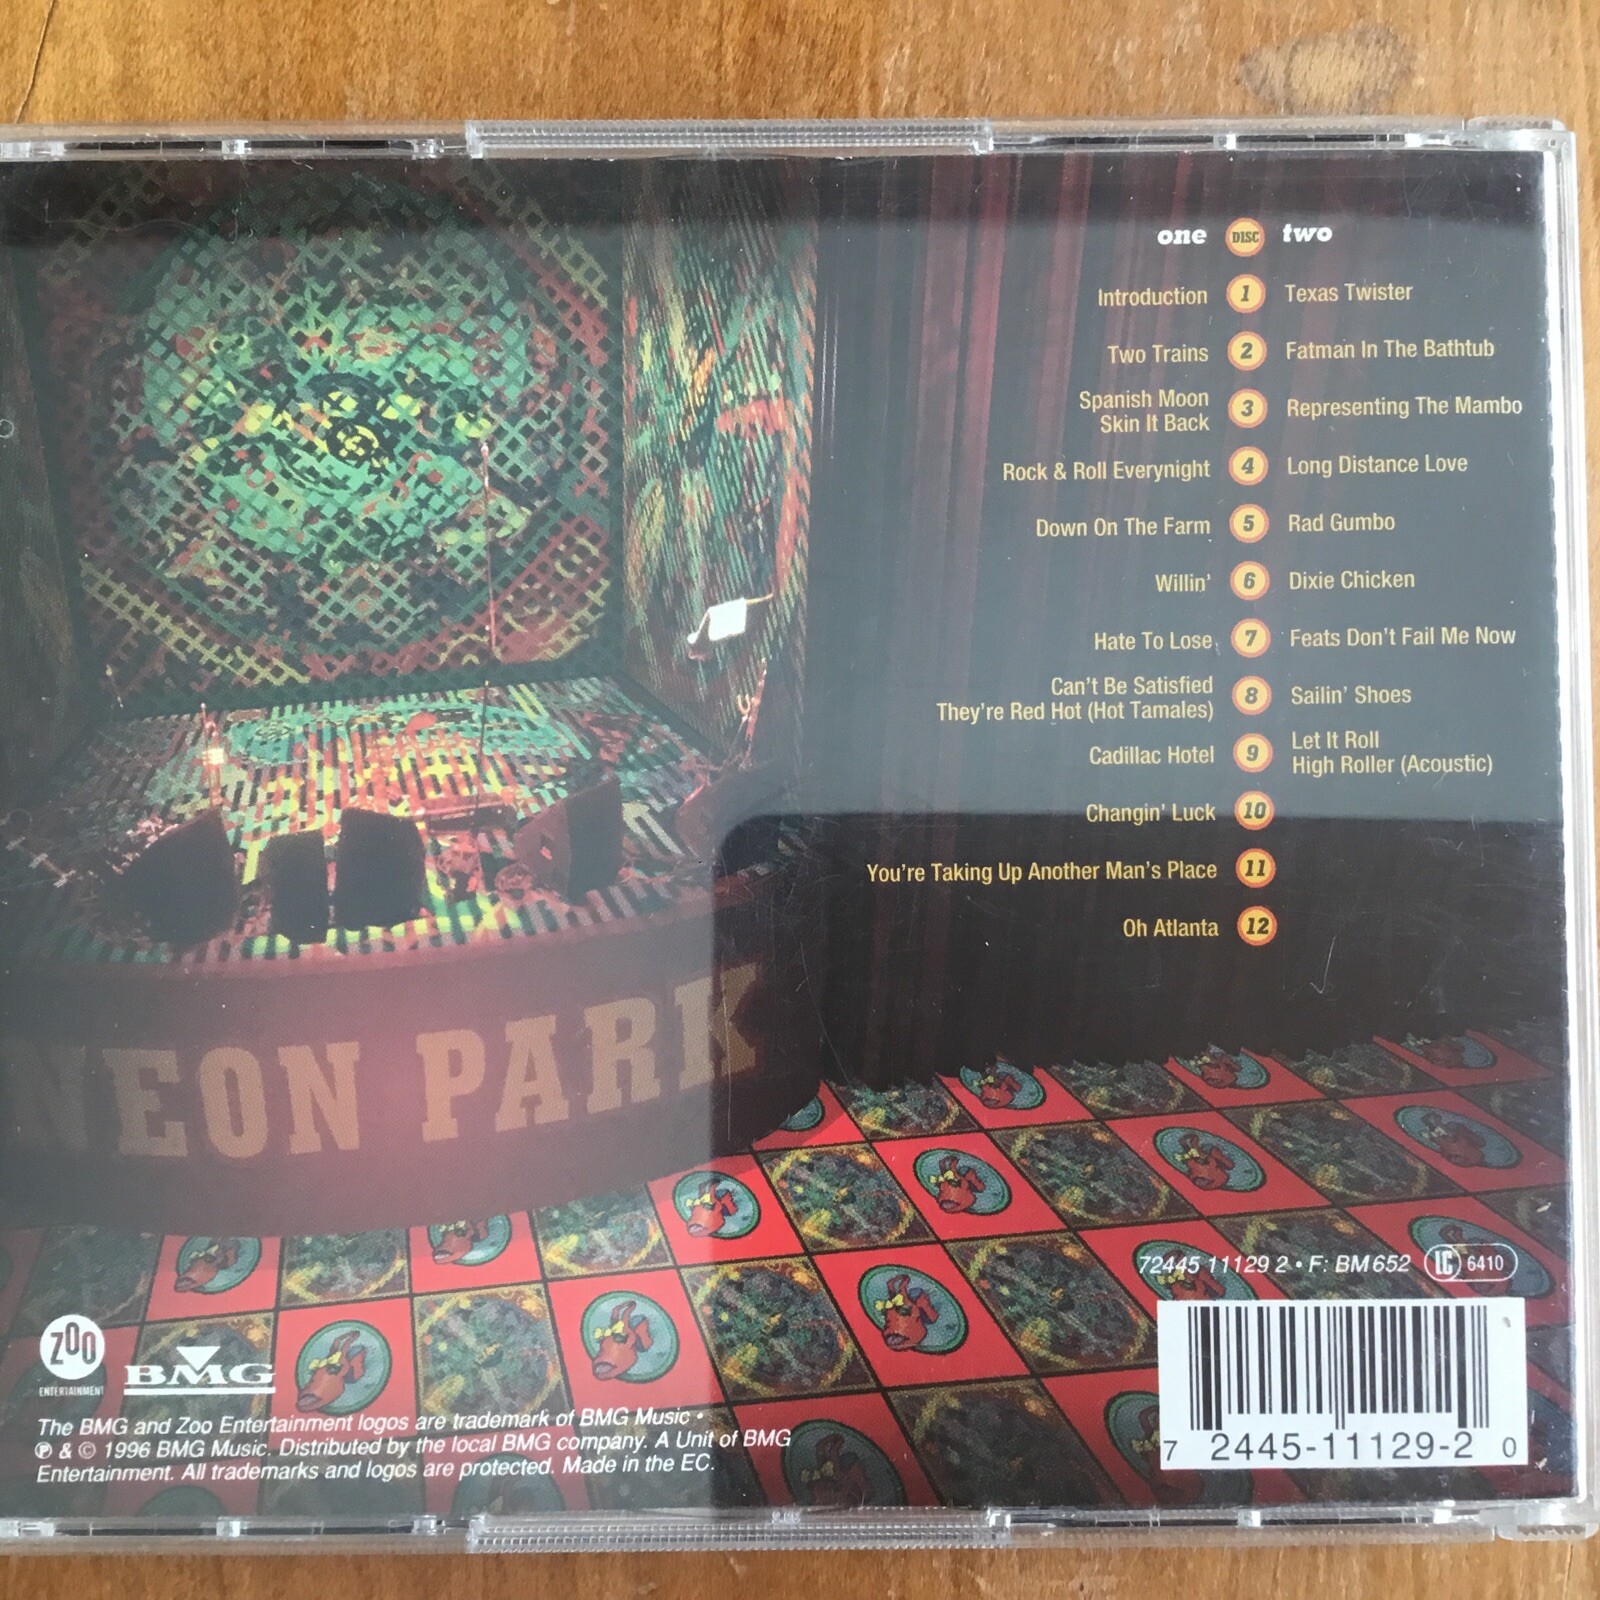 one DISC two
Introduction 1 Texas Twister
Two Trains 2 Fatman In The Bathtub
Spanish Moon
Skin It Back 3 Representing The Mambo
Rock & Roll Everynight 4 Long Distance Love
Down On The Farm 5 Rad Gumbo
Willin' 6 Dixie Chicken
Hate To Lose 7 Feats Don't Fail Me Now
Can't Be Satisfied
They're Red Hot (Hot Tamales) 8 Sailin' Shoes
Cadillac Hotel 9 Let It Roll
High Roller (Acoustic)
Changin' Luck 10
You're Taking Up Another Man's Place 11
Oh Atlanta 12
NEON PARK
72445 11129 2 • F: BM 652 LC 6410
ZOO
ENTERTAINMENT
BMG
The BMG and Zoo Entertainment logos are trademark of BMG Music •
℗ & © 1996 BMG Music. Distributed by the local BMG company. A Unit of BMG
Entertainment. All trademarks and logos are protected. Made in the EC.
7 2445-11129-2 0